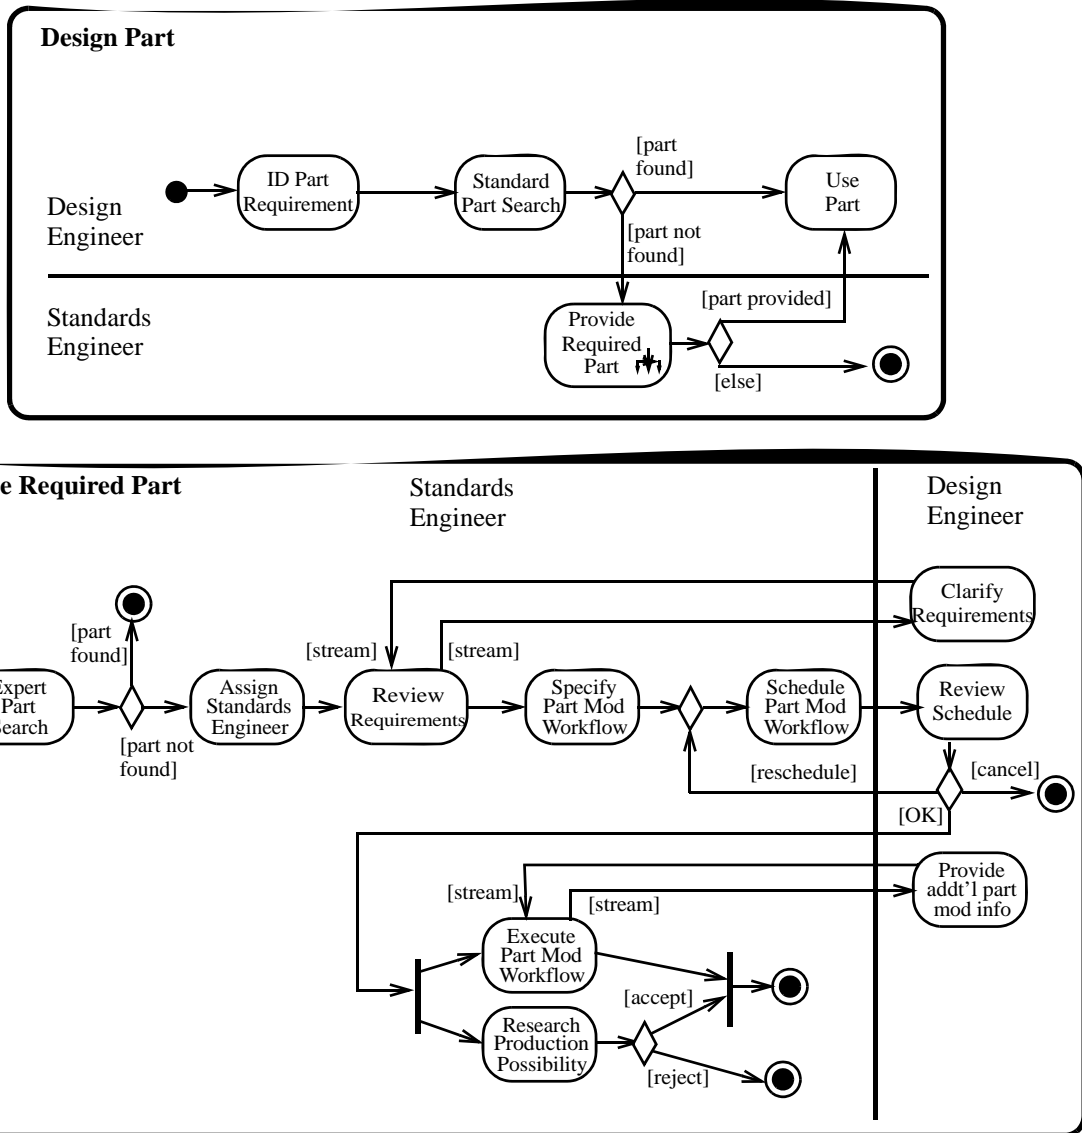 Design Part
[part
found]
ID Part
Requirement
Standard
Part Search
Use
Part
Design
Engineer
[part not
found]
[part provided]
Standards
Engineer
Provide
Required
Part
[else]
e Required Part
Standards
Engineer
Design
Engineer
Clarify
Requirements
[part
found]
[stream]
[stream]
Expert
Part
Search
Assign
Standards
Engineer
Review
Requirements
Specify
Part Mod
Workflow
Schedule
Part Mod
Workflow
Review
Schedule
[part not
found]
[reschedule]
[cancel]
[OK]
Provide
addt’l part
mod info
[stream]
[stream]
Execute
Part Mod
Workflow
[accept]
Research
Production
Possibility
[reject]